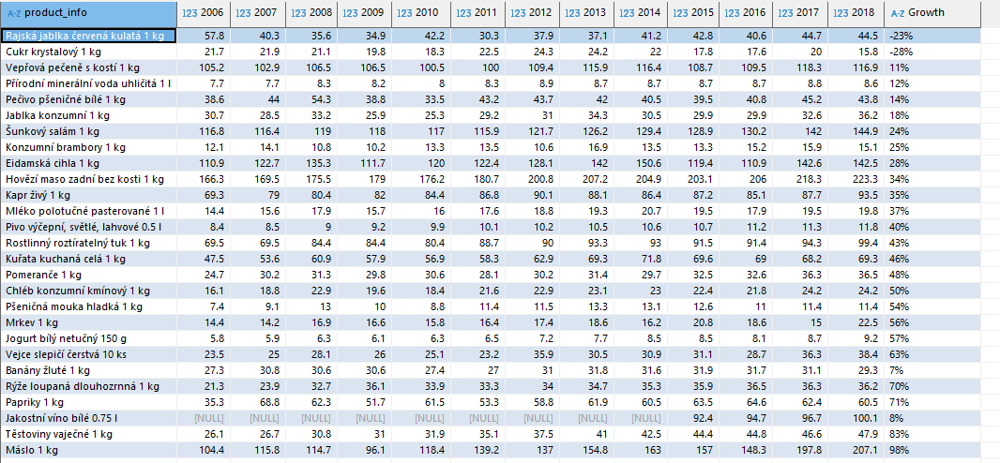 A-Z product_info 123 2006 123 2007 123 2008 123 2009 123 2010 123 2011 123 2012 123 2013 123 2014 123 2015 123 2016 123 2017 123 2018 A-Z Growth
Rajská jablka červená kulatá 1 kg 57.8 40.3 35.6 34.9 42.2 30.3 37.9 37.1 41.2 42.8 40.6 44.7 44.5 -23%
Cukr krystalový 1 kg 21.7 21.9 21.1 19.8 22.3 22.5 24.3 24.2 22 17.8 17.6 20 15.8 -28%
Vepřová pečeně s kostí 1 kg 105.2 102.9 106.5 106.5 100.5 100 109.4 115.9 116.4 108.7 109.5 118.3 116.9 11%
Přírodní minerální voda uhličitá 1 l 7.7 7.7 8.3 8.2 8 8.3 8.9 8.7 8.7 8.7 8.7 8.8 8.6 12%
Pečivo pšeničné bílé 1 kg 38.6 44 54.3 38.8 33.5 43.2 43.7 42 40.5 39.5 40.8 45.2 43.8 14%
Jablka konzumní 1 kg 30.7 28.5 33.2 25.9 25.3 29.2 31 34.3 30.5 29.9 29.9 32.6 36.2 18%
Šunkový salám 1 kg 116.8 116.4 119 118 117 115.9 121.7 126.2 129.4 128.9 130.2 142 144.9 24%
Konzumní brambory 1 kg 12.1 14.1 10.8 10.2 13.3 13.5 10.6 16.9 13.5 13.3 15.2 15.9 15.1 25%
Eidamská cihla 1 kg 110.9 122.7 135.3 111.7 120 122.4 128.1 142 150.6 119.4 110.9 142.6 142.5 28%
Hovězí maso zadní bez kosti 1 kg 166.3 169.5 175.5 179 176.2 180.7 200.8 207.2 204.9 203.1 206 218.3 223.3 34%
Kapr živý 1 kg 69.3 79 80.4 82 84.4 86.8 90.1 88.1 86.4 87.2 85.1 87.7 93.5 35%
Mléko polotučné pasterované 1 l 14.4 15.6 17.9 15.7 16 17.6 18.8 19.3 20.7 19.5 17.9 19.5 19.8 37%
Pivo výčepní, světlé, lahvové 0.5 l 8.4 8.5 9 9.2 9.9 10.1 10.2 10.5 10.6 10.7 11.2 11.3 11.8 40%
Rostlinný roztíratelný tuk 1 kg 69.5 69.5 84.4 84.4 80.4 88.7 90 93.3 93 91.5 91.4 94.3 99.4 43%
Kuřata kuchaná celá 1 kg 47.5 53.6 60.9 57.9 56.9 58.3 62.9 69.3 71.8 69.6 69 68.2 69.3 46%
Pomeranče 1 kg 24.7 30.2 31.3 29.8 30.6 28.1 30.2 31.4 29.7 32.5 32.6 36.3 36.5 48%
Chléb konzumní kmínový 1 kg 16.1 18.8 22.9 19.6 18.4 21.6 22.9 23.1 23 22.4 21.8 24.2 24.2 50%
Pšeničná mouka hladká 1 kg 7.4 9.1 13 10 8.8 11.4 11.5 13.3 13.1 12.6 11 11.4 11.4 54%
Mrkev 1 kg 14.4 14.2 16.9 16.6 15.8 16.4 17.4 18.6 16.2 20.8 18.6 15 22.5 56%
Jogurt bílý netučný 150 g 5.8 5.9 6.3 6.1 6.3 6.5 7.2 7.7 8.5 8.5 8.1 8.7 9.2 57%
Vejce slepičí čerstvá 10 ks 23.5 25 28.1 26 25.1 23.2 35.9 30.5 30.9 31.1 28.7 36.3 38.4 63%
Banány žluté 1 kg 27.3 30.8 30.6 30.6 27.4 27 31 31.8 31.6 31.9 31.7 31.1 29.3 7%
Rýže loupaná dlouhozrnná 1 kg 21.3 23.9 32.7 36.1 33.9 33.3 34 34.7 35.3 35.9 36.5 36.3 36.2 70%
Papriky 1 kg 35.3 68.8 62.3 51.7 61.5 53.3 58.8 61.9 60.5 63.5 64.6 62.4 60.5 71%
Jakostní víno bílé 0.75 l [NULL] [NULL] [NULL] [NULL] [NULL] [NULL] [NULL] [NULL] [NULL] 92.4 94.7 96.7 100.1 8%
Těstoviny vaječné 1 kg 26.1 26.7 30.8 31 31.9 35.1 37.5 41 42.5 44.4 44.8 46.6 47.9 83%
Máslo 1 kg 104.4 115.8 114.7 96.1 118.4 139.2 137 154.8 163 157 148.3 197.8 207.1 98%